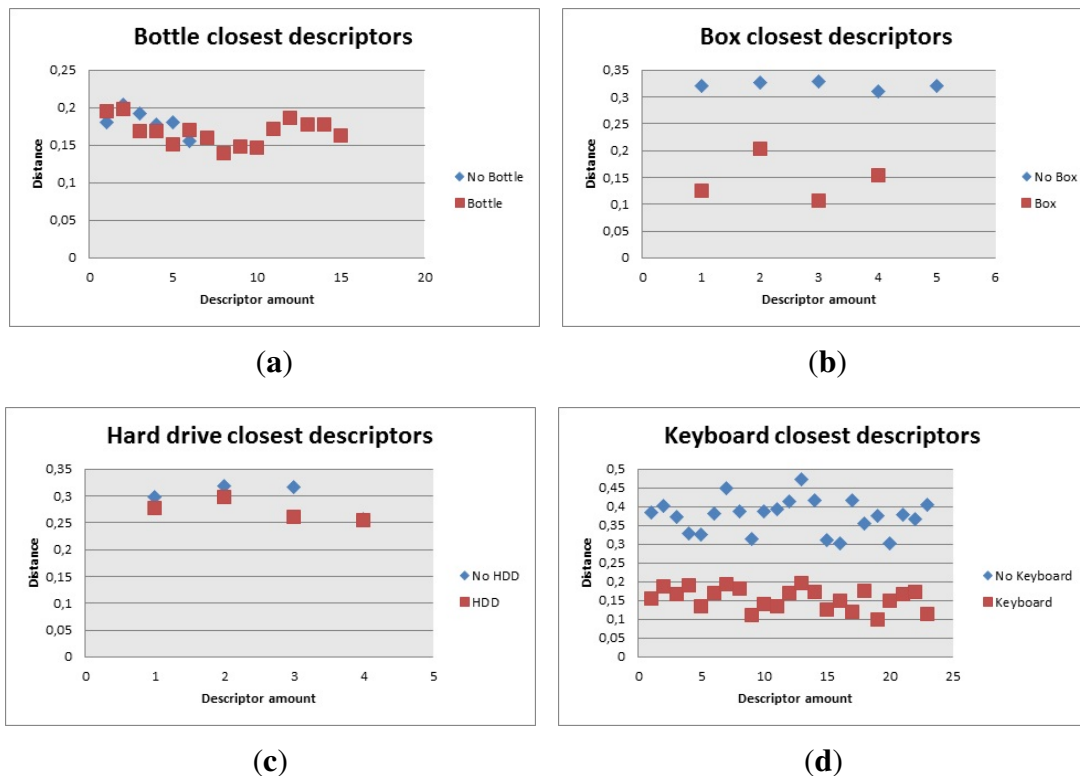 Bottle closest descriptors
0,25
0,2
0,15
0,1
0,05
0
Distance
0 5 10 15 20
Descriptor amount
No Bottle
Bottle
(a)
Box closest descriptors
0,35
0,3
0,25
0,2
0,15
0,1
0,05
0
Distance
0 1 2 3 4 5 6
Descriptor amount
No Box
Box
(b)
Hard drive closest descriptors
0,35
0,3
0,25
0,2
0,15
0,1
0,05
0
Distance
0 1 2 3 4 5
Descriptor amount
No HDD
HDD
(c)
Keyboard closest descriptors
0,5
0,45
0,4
0,35
0,3
0,25
0,2
0,15
0,1
0,05
0
Distance
0 5 10 15 20 25
Descriptor amount
No Keyboard
Keyboard
(d)